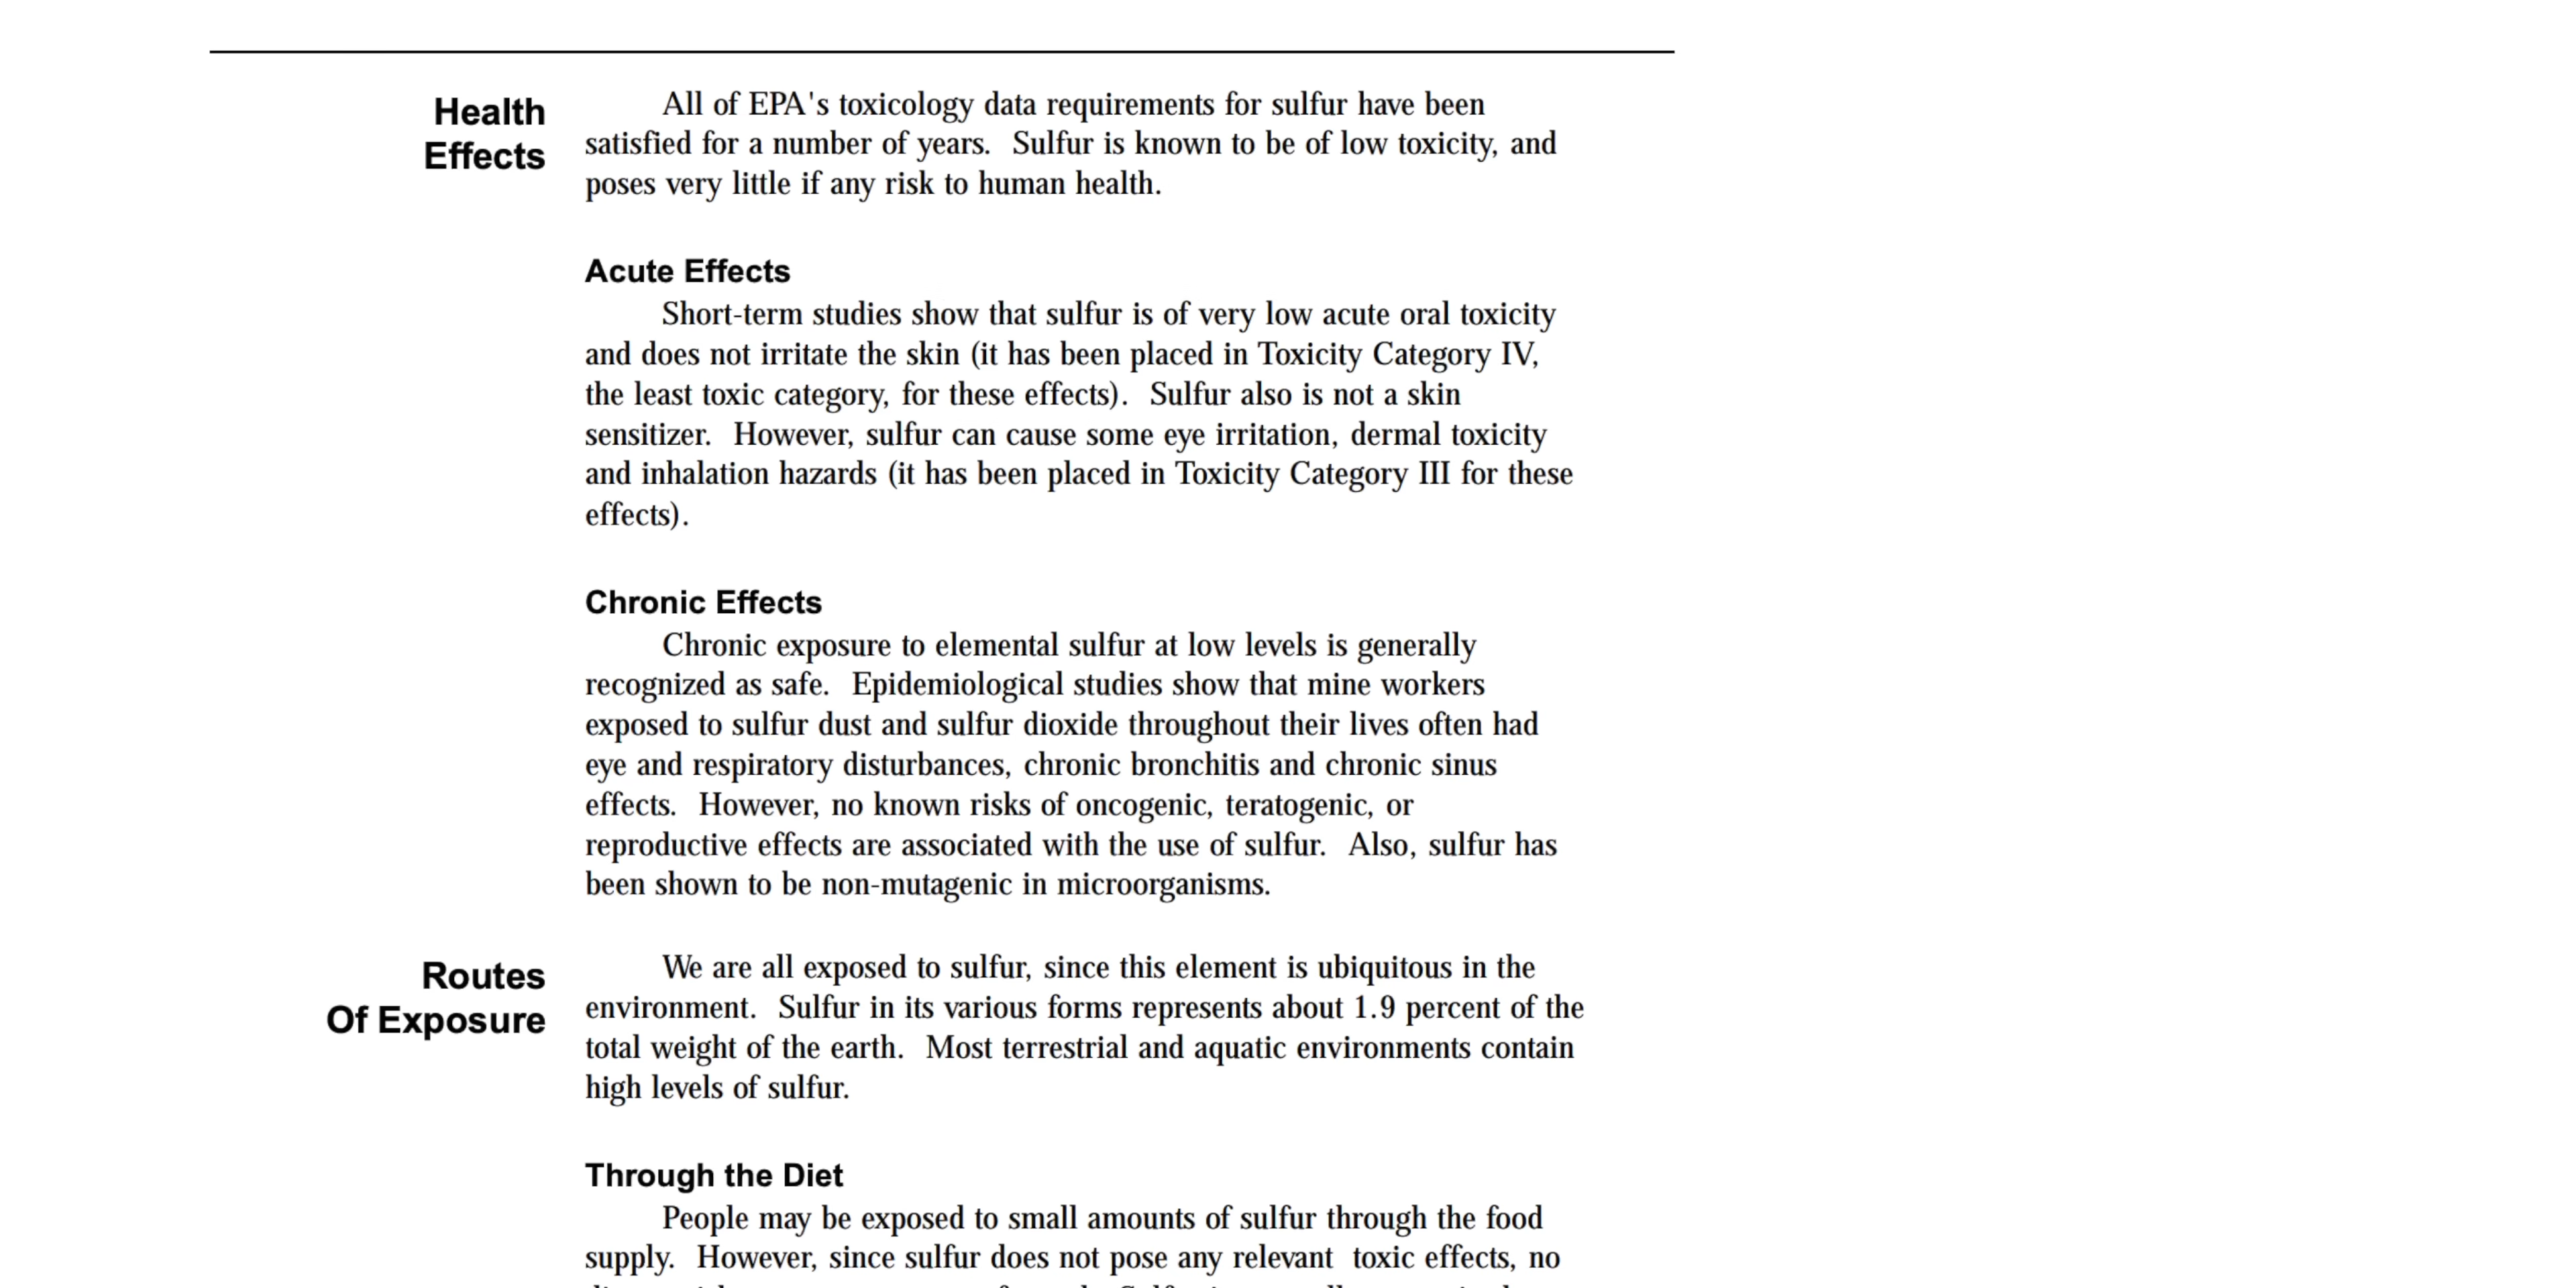 Health
Effects
All of EPA's toxicology data requirements for sulfur have been
satisfied for a number of years.  Sulfur is known to be of low toxicity, and
poses very little if any risk to human health.
Acute Effects
Short-term studies show that sulfur is of very low acute oral toxicity
and does not irritate the skin (it has been placed in Toxicity Category IV,
the least toxic category, for these effects).  Sulfur also is not a skin
sensitizer.  However, sulfur can cause some eye irritation, dermal toxicity
and inhalation hazards (it has been placed in Toxicity Category III for these
effects).
Chronic Effects
Chronic exposure to elemental sulfur at low levels is generally
recognized as safe.  Epidemiological studies show that mine workers
exposed to sulfur dust and sulfur dioxide throughout their lives often had
eye and respiratory disturbances, chronic bronchitis and chronic sinus
effects.  However, no known risks of oncogenic, teratogenic, or
reproductive effects are associated with the use of sulfur.  Also, sulfur has
been shown to be non-mutagenic in microorganisms.
Routes
Of Exposure
We are all exposed to sulfur, since this element is ubiquitous in the
environment.  Sulfur in its various forms represents about 1.9 percent of the
total weight of the earth.  Most terrestrial and aquatic environments contain
high levels of sulfur.
Through the Diet
People may be exposed to small amounts of sulfur through the food
supply.  However, since sulfur does not pose any relevant  toxic effects, no